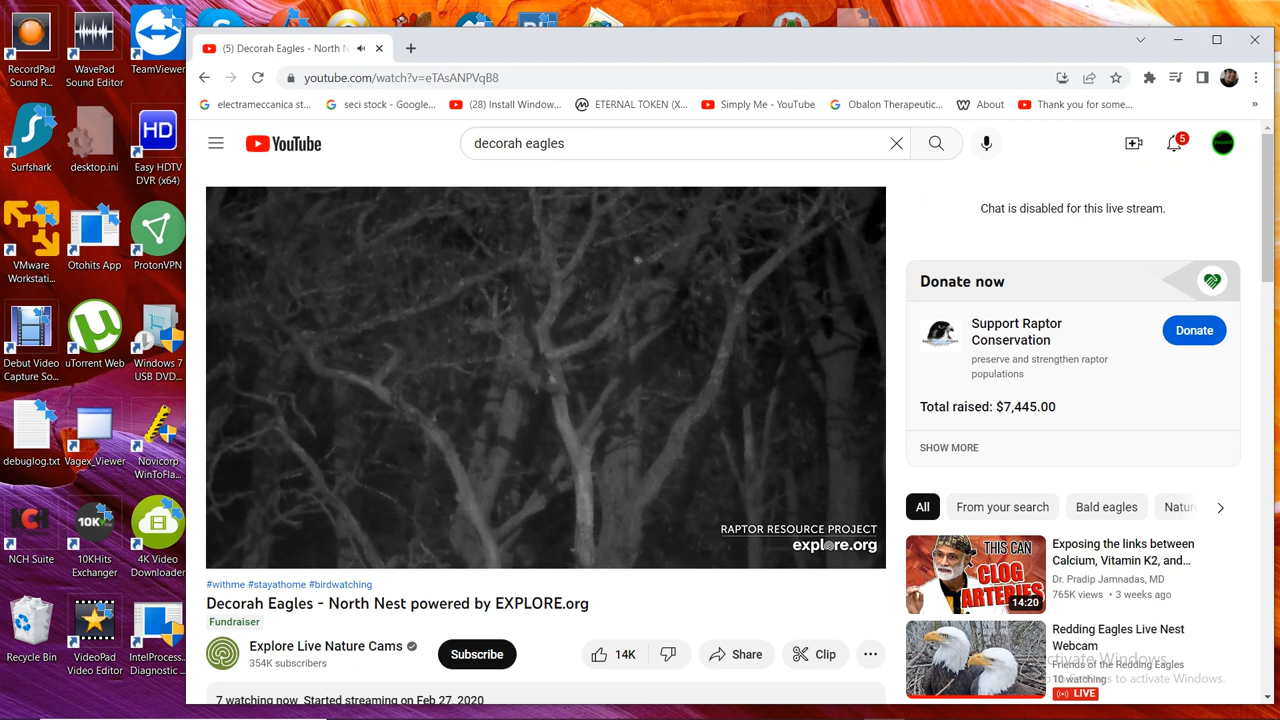 RecordPad
Sound R...
WavePad
Sound Editor
TeamViewer
Surfshark
desktop.ini
Easy HDTV
DVR (x64)
VMware
Workstati...
Otohits App
ProtonVPN
Debut Video
Capture So...
uTorrent Web
Windows 7
USB DVD...
debuglog.txt
Vagex_Viewer
Novicorp
WinToFla...
NCH Suite
10KHits
Exchanger
4K Video
Downloader
Recycle Bin
VideoPad
Video Editor
IntelProcess...
Diagnostic ...
HD
NCH
10K
(5) Decorah Eagles - North N
youtube.com/watch?v=eTAsANPVqB8
electrameccanica st...
seci stock - Google...
(28) Install Window...
ETERNAL TOKEN (X...
Simply Me - YouTube
Obalon Therapeutic...
About
Thank you for some...
»
YouTube
decorah eagles
5
RAPTOR RESOURCE PROJECT
explore.org
#withme #stayathome #birdwatching
Decorah Eagles - North Nest powered by EXPLORE.org
Fundraiser
Explore Live Nature Cams
354K subscribers
Subscribe
14K
Share
Clip
7 watching now Started streaming on Feb 27, 2020
Chat is disabled for this live stream.
Donate now
Support Raptor
Conservation
preserve and strengthen raptor
populations
Donate
Total raised: $7,445.00
SHOW MORE
All
From your search
Bald eagles
Natur
THIS CAN
CLOG
ARTERIES
14:20
Exposing the links between
Calcium, Vitamin K2, and...
Dr. Pradip Jamnadas, MD
765K views • 3 weeks ago
Redding Eagles Live Nest
Webcam
Friends of the Redding Eagles
10 watching
LIVE
Activate Windows
to activate Windows.